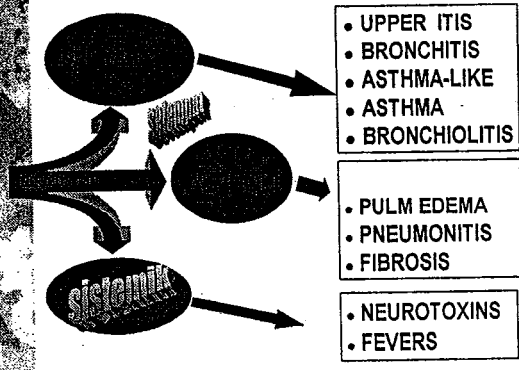 • UPPER ITIS
• BRONCHITIS
• ASTHMA-LIKE
• ASTHMA
• BRONCHIOLITIS
• PULM EDEMA
• PNEUMONITIS
• FIBROSIS
sistemik
• NEUROTOXINS
• FEVERS